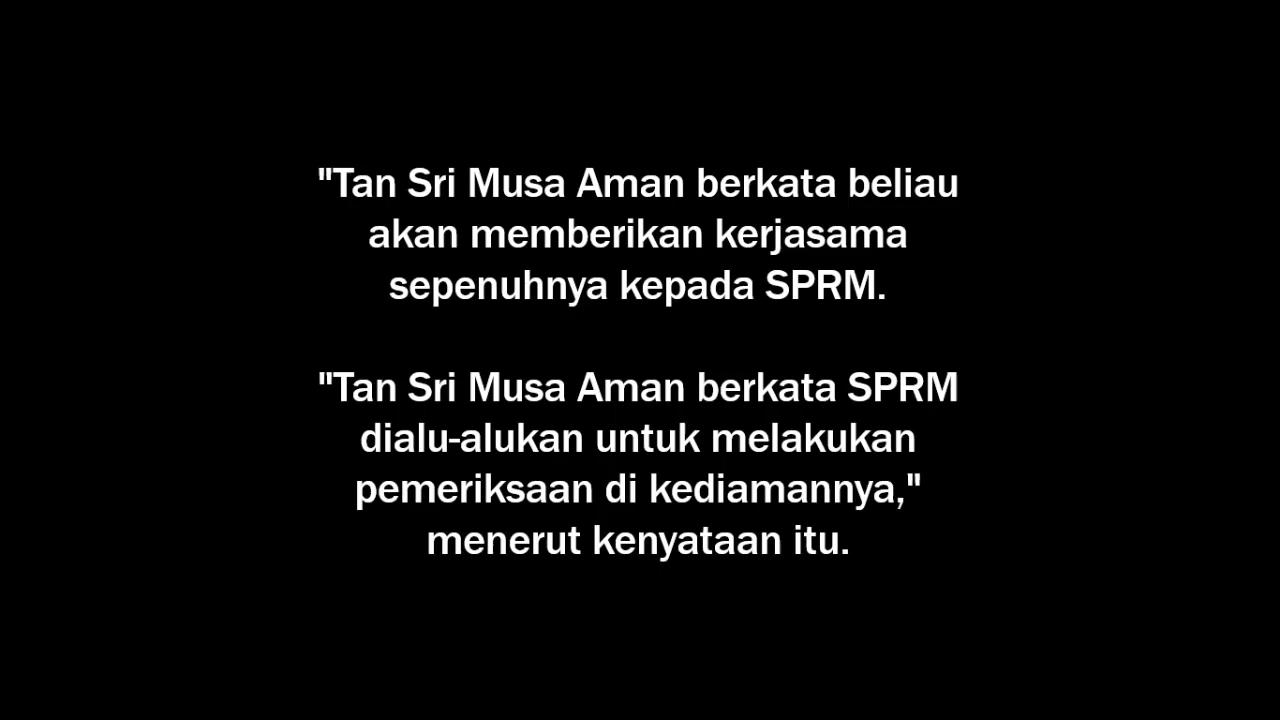 "Tan Sri Musa Aman berkata beliau
akan memberikan kerjasama
sepenuhnya kepada SPRM.
"Tan Sri Musa Aman berkata SPRM
dialu-alukan untuk melakukan
pemeriksaan di kediamannya,"
menerut kenyataan itu.